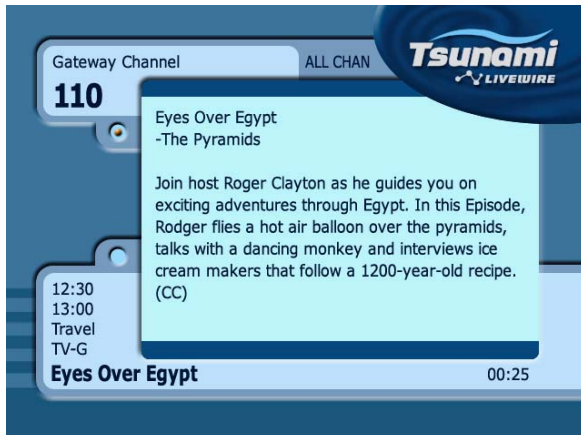 Tsunami
LIVEWIRE
Gateway Channel
ALL CHAN
110
Eyes Over Egypt
-The Pyramids
Join host Roger Clayton as he guides you on
exciting adventures through Egypt. In this Episode,
Rodger flies a hot air balloon over the pyramids,
talks with a dancing monkey and interviews ice
cream makers that follow a 1200-year-old recipe.
(CC)
12:30
13:00
Travel
TV-G
Eyes Over Egypt
00:25